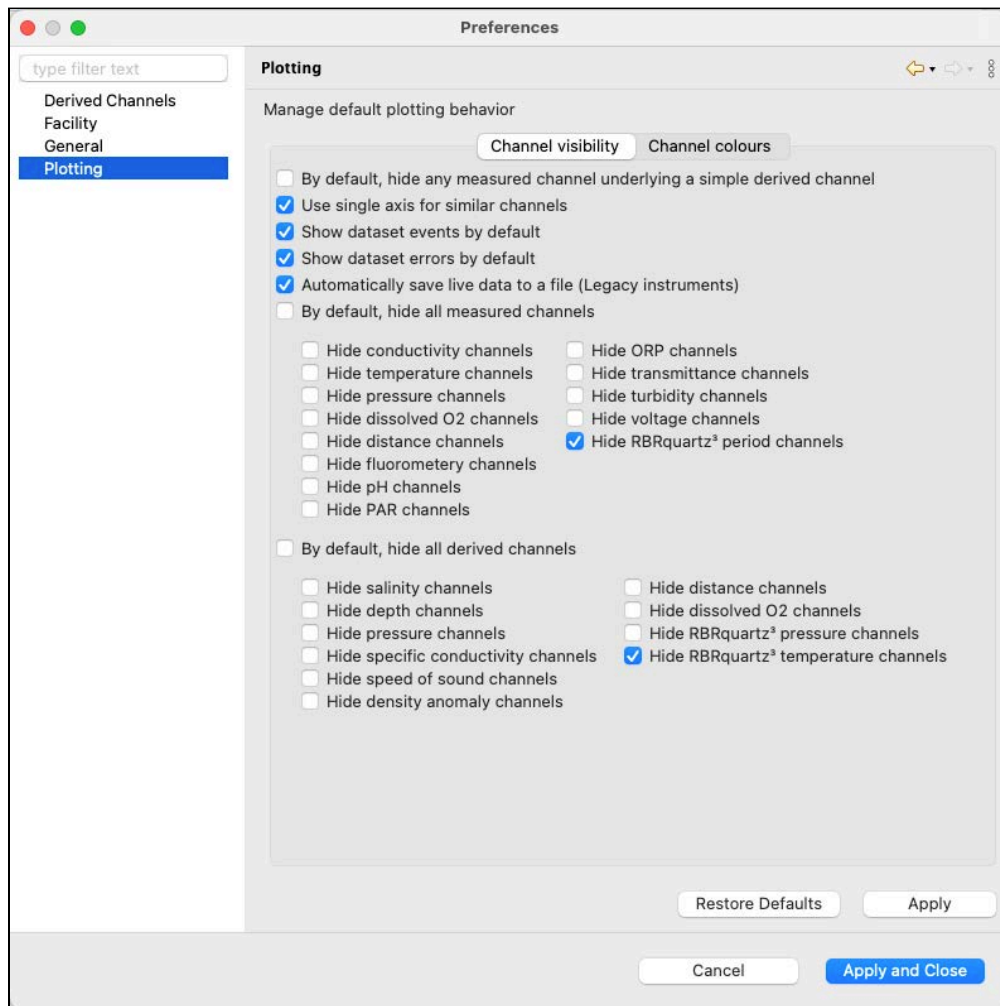 Preferences
type filter text
Derived Channels
Facility
General
Plotting
Plotting
Manage default plotting behavior
Channel visibility
Channel colours
By default, hide any measured channel underlying a simple derived channel
Use single axis for similar channels
Show dataset events by default
Show dataset errors by default
Automatically save live data to a file (Legacy instruments)
By default, hide all measured channels
Hide conductivity channels
Hide temperature channels
Hide pressure channels
Hide dissolved O2 channels
Hide distance channels
Hide fluorometery channels
Hide pH channels
Hide PAR channels
Hide ORP channels
Hide transmittance channels
Hide turbidity channels
Hide voltage channels
Hide RBRquartz³ period channels
By default, hide all derived channels
Hide salinity channels
Hide depth channels
Hide pressure channels
Hide specific conductivity channels
Hide speed of sound channels
Hide density anomaly channels
Hide distance channels
Hide dissolved O2 channels
Hide RBRquartz³ pressure channels
Hide RBRquartz³ temperature channels
Restore Defaults
Apply
Cancel
Apply and Close